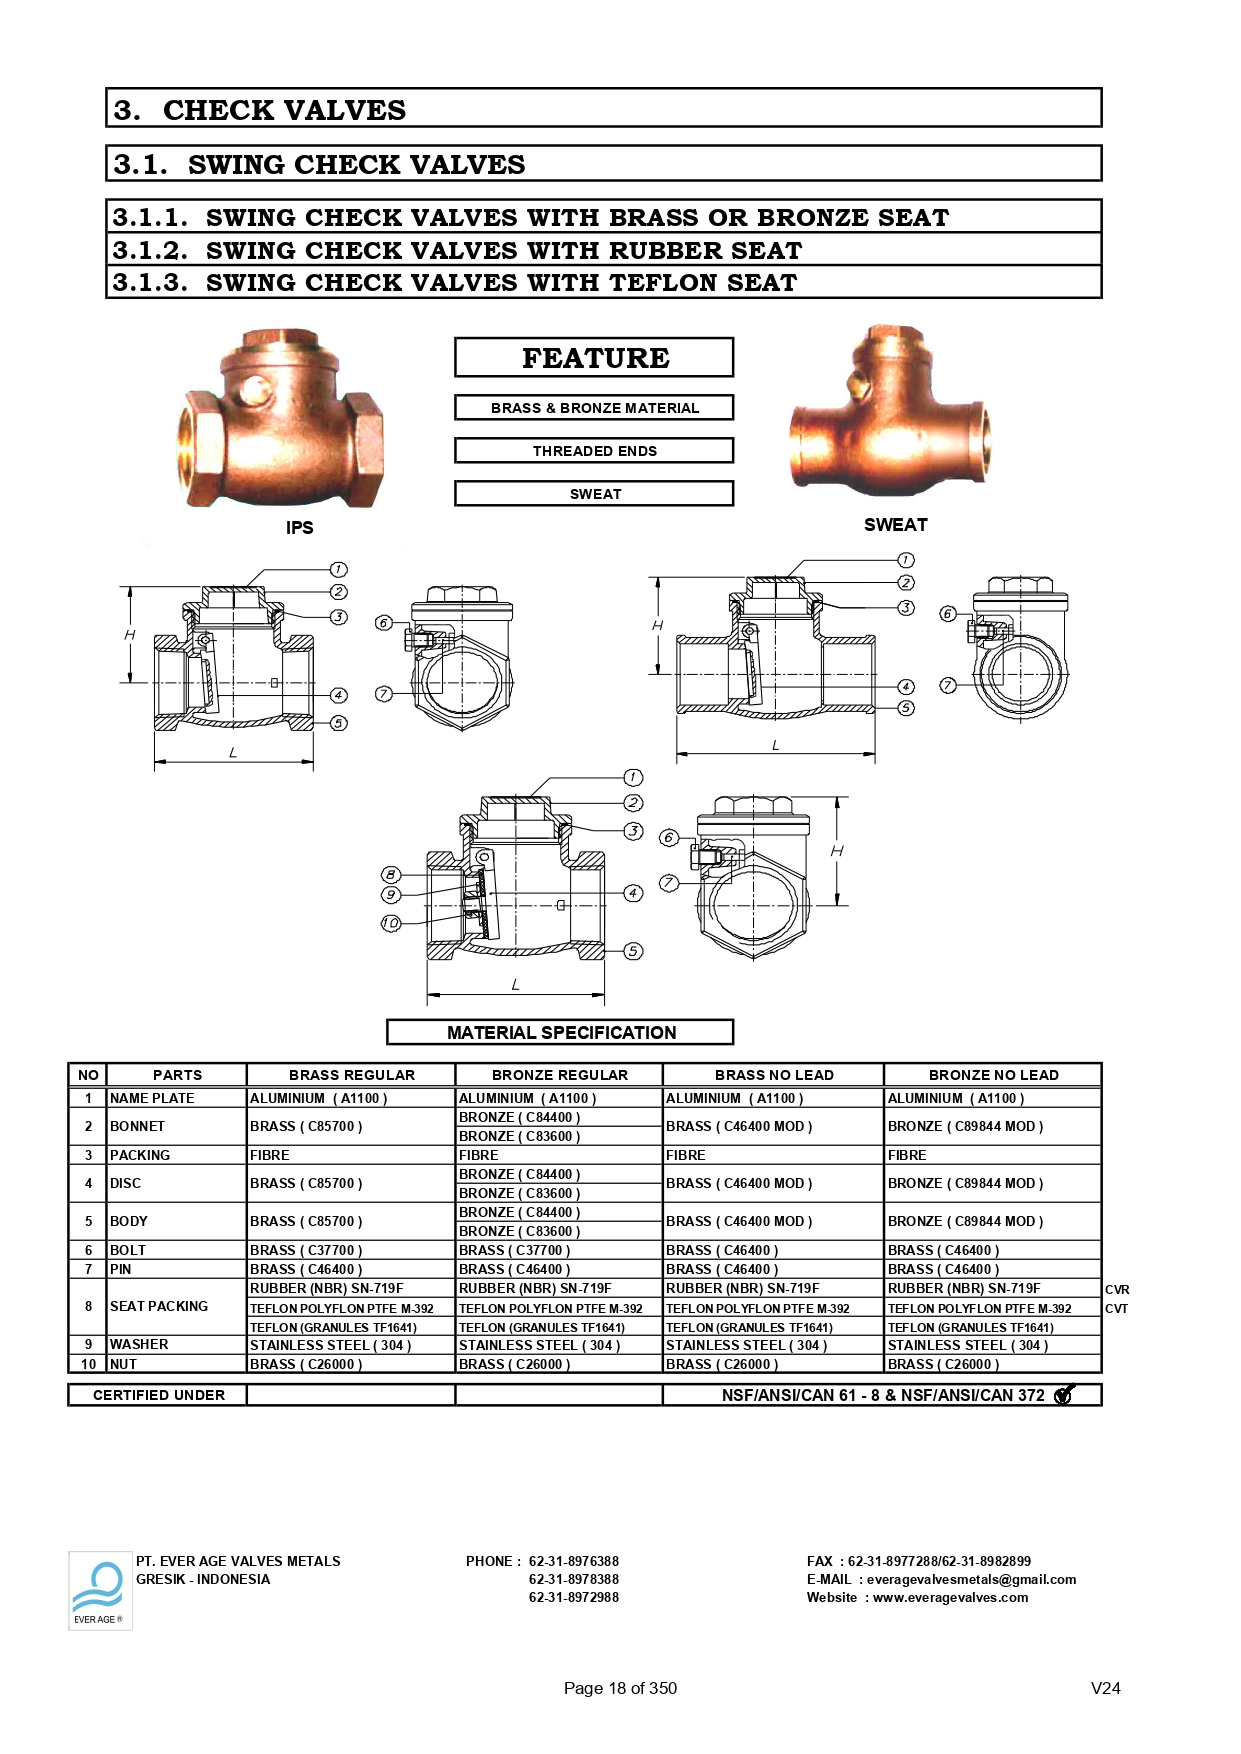 3. CHECK VALVES
3.1. SWING CHECK VALVES
3.1.1. SWING CHECK VALVES WITH BRASS OR BRONZE SEAT
3.1.2. SWING CHECK VALVES WITH RUBBER SEAT
3.1.3. SWING CHECK VALVES WITH TEFLON SEAT
FEATURE
BRASS & BRONZE MATERIAL
THREADED ENDS
SWEAT
IPS
SWEAT
1
2
3
4
5
6
7
H
L
1
2
3
4
5
6
7
H
L
1
2
3
4
5
6
7
8
9
10
H
L
MATERIAL SPECIFICATION
NO PARTS BRASS REGULAR BRONZE REGULAR BRASS NO LEAD BRONZE NO LEAD
1 NAME PLATE ALUMINIUM ( A1100 ) ALUMINIUM ( A1100 ) ALUMINIUM ( A1100 ) ALUMINIUM ( A1100 )
2 BONNET BRASS ( C85700 ) BRONZE ( C84400 ) BRASS ( C46400 MOD ) BRONZE ( C89844 MOD )
BRONZE ( C83600 )
3 PACKING FIBRE FIBRE FIBRE FIBRE
4 DISC BRASS ( C85700 ) BRONZE ( C84400 ) BRASS ( C46400 MOD ) BRONZE ( C89844 MOD )
BRONZE ( C83600 )
5 BODY BRASS ( C85700 ) BRONZE ( C84400 ) BRASS ( C46400 MOD ) BRONZE ( C89844 MOD )
BRONZE ( C83600 )
6 BOLT BRASS ( C37700 ) BRASS ( C37700 ) BRASS ( C46400 ) BRASS ( C46400 )
7 PIN BRASS ( C46400 ) BRASS ( C46400 ) BRASS ( C46400 ) BRASS ( C46400 )
8 SEAT PACKING RUBBER (NBR) SN-719F RUBBER (NBR) SN-719F RUBBER (NBR) SN-719F RUBBER (NBR) SN-719F CVR
TEFLON POLYFLON PTFE M-392 TEFLON POLYFLON PTFE M-392 TEFLON POLYFLON PTFE M-392 TEFLON POLYFLON PTFE M-392 CVT
TEFLON (GRANULES TF1641) TEFLON (GRANULES TF1641) TEFLON (GRANULES TF1641) TEFLON (GRANULES TF1641)
9 WASHER STAINLESS STEEL ( 304 ) STAINLESS STEEL ( 304 ) STAINLESS STEEL ( 304 ) STAINLESS STEEL ( 304 )
10 NUT BRASS ( C26000 ) BRASS ( C26000 ) BRASS ( C26000 ) BRASS ( C26000 )
CERTIFIED UNDER NSF/ANSI/CAN 61 - 8 & NSF/ANSI/CAN 372
EVER AGE ®
PT. EVER AGE VALVES METALS PHONE : 62-31-8976388 FAX : 62-31-8977288/62-31-8982899
GRESIK - INDONESIA 62-31-8978388 E-MAIL : everagevalvesmetals@gmail.com
62-31-8972988 Website : www.everagevalves.com
Page 18 of 350 V24